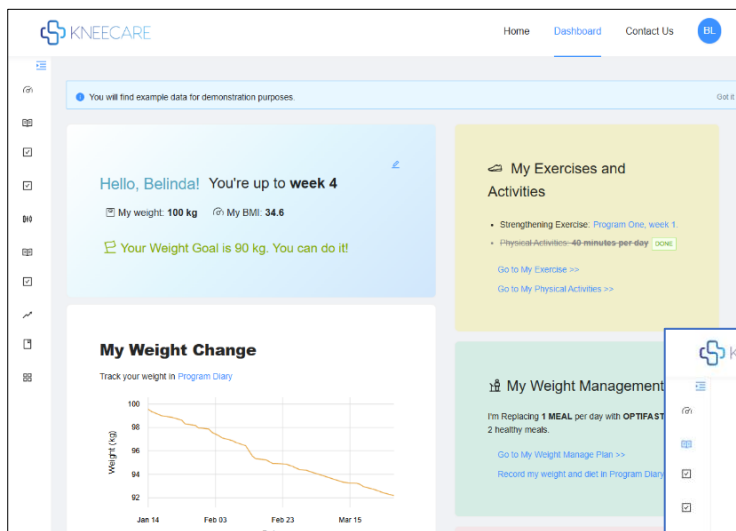 KNEECARE
Home Dashboard Contact Us BL
You will find example data for demonstration purposes. Got it
Hello, Belinda! You're up to week 4
My weight: 100 kg My BMI: 34.6
Your Weight Goal is 90 kg. You can do it!
My Exercises and
Activities
Strengthening Exercise: Program One, week 1.
Physical Activities: 40 minutes per day DONE
Go to My Exercise >>
Go to My Physical Activities >>
My Weight Change
Track your weight in Program Diary
Weight (kg)
100
98
96
94
92
Jan 14 Feb 03 Feb 23 Mar 15
My Weight Management
I'm Replacing 1 MEAL per day with OPTIFAST
2 healthy meals.
Go to My Weight Manage Plan >>
Record my weight and diet in Program Diary
K